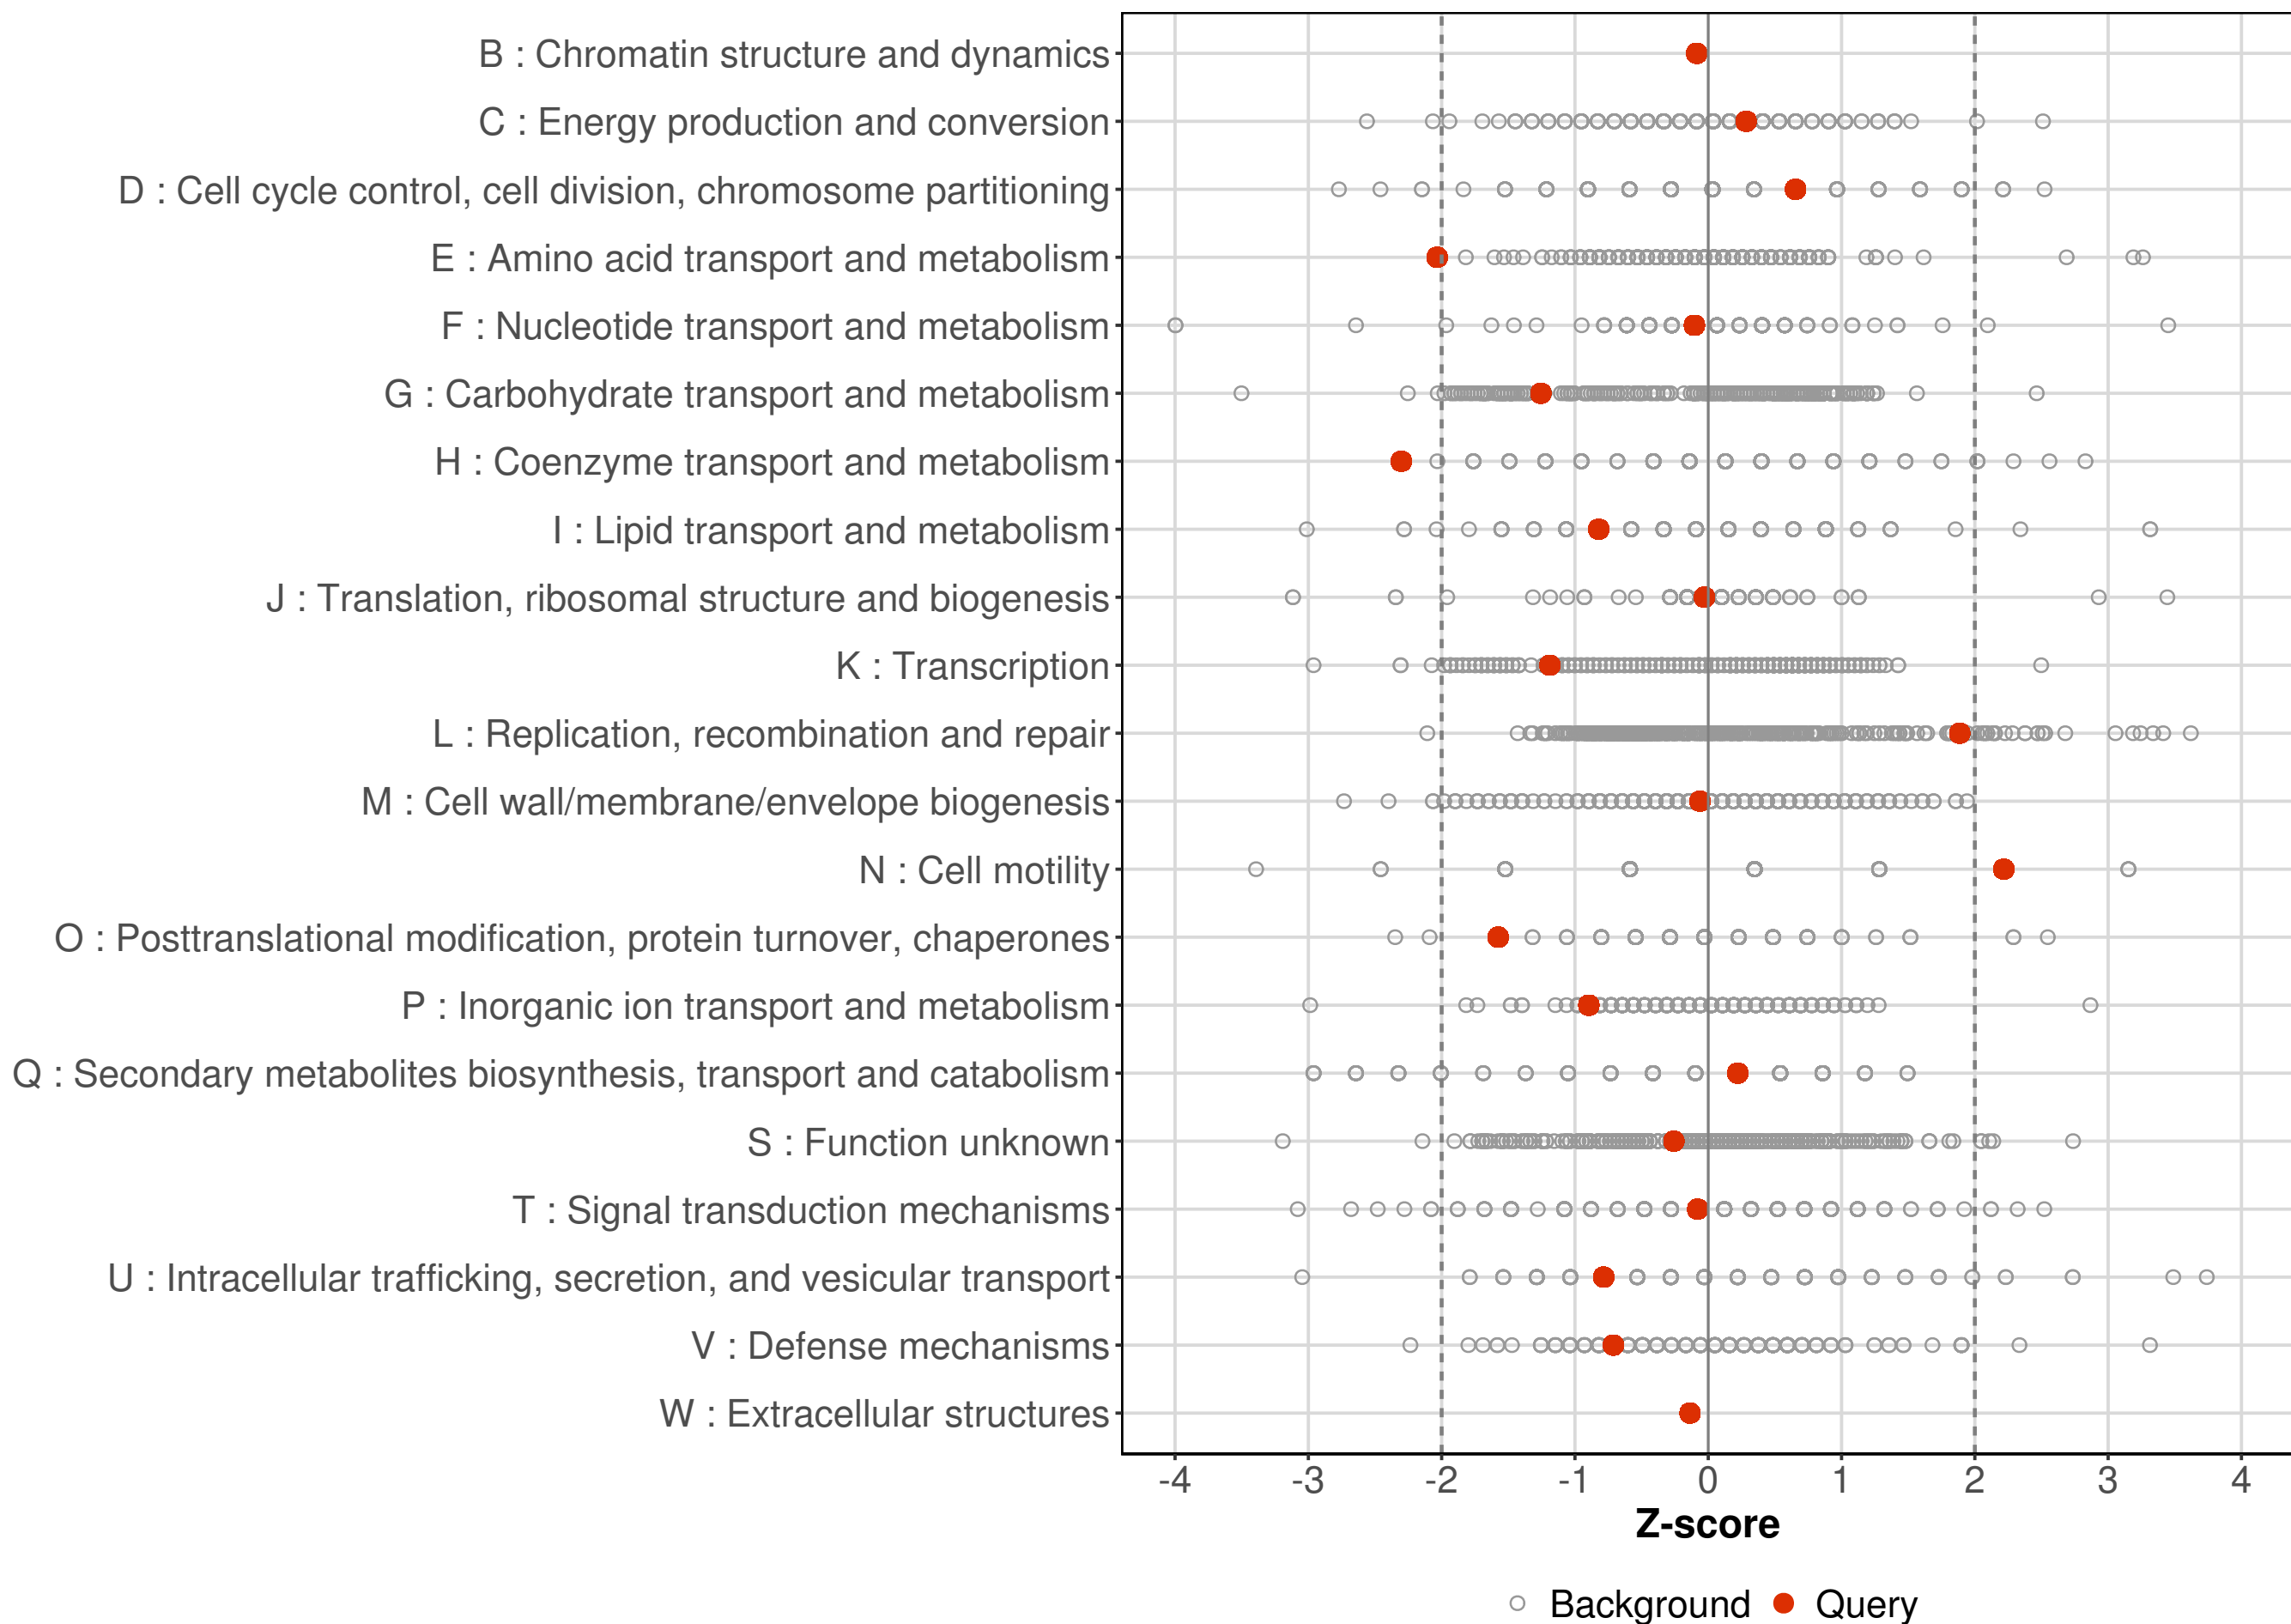 B : Chromatin structure and dynamics
C : Energy production and conversion
D : Cell cycle control, cell division, chromosome partitioning
E : Amino acid transport and metabolism
F : Nucleotide transport and metabolism
G : Carbohydrate transport and metabolism
H : Coenzyme transport and metabolism
I : Lipid transport and metabolism
J : Translation, ribosomal structure and biogenesis
K : Transcription
L : Replication, recombination and repair
M : Cell wall/membrane/envelope biogenesis
N : Cell motility
O : Posttranslational modification, protein turnover, chaperones
P : Inorganic ion transport and metabolism
Q : Secondary metabolites biosynthesis, transport and catabolism
S : Function unknown
T : Signal transduction mechanisms
U : Intracellular trafficking, secretion, and vesicular transport
V : Defense mechanisms
W : Extracellular structures
-4 -3 -2 -1 0 1 2 3 4
Z-score
Background Query